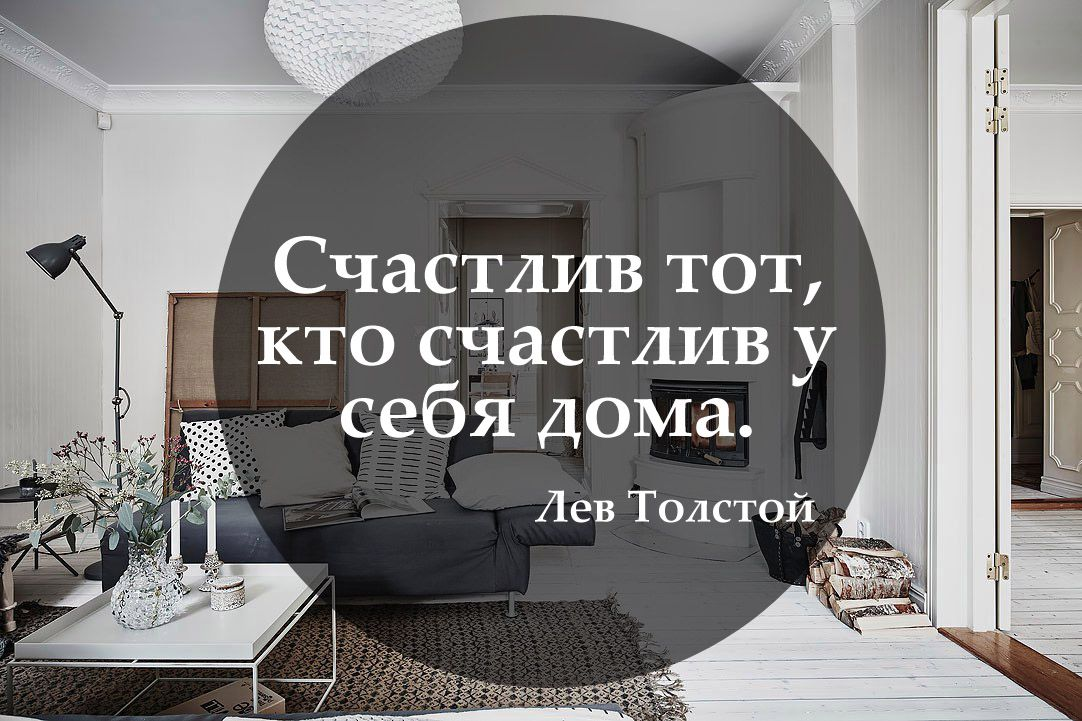 Счастлив тот,
кто счастлив у
себя дома.
Лев Толстой